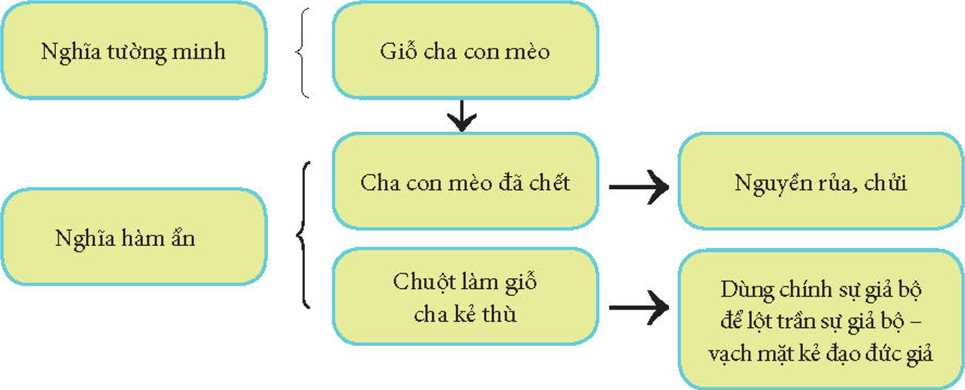 Nghĩa tường minh
Giỗ cha con mèo
Cha con mèo đã chết
Nguyền rủa, chửi
Nghĩa hàm ẩn
Chuột làm giỗ
cha kẻ thù
Dùng chính sự giả bộ
để lột trần sự giả bộ –
vạch mặt kẻ đạo đức giả